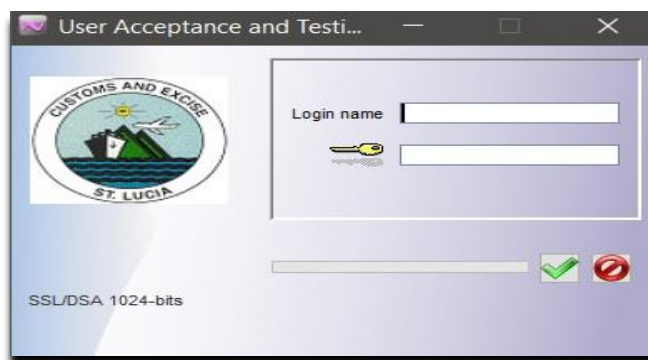 User Acceptance and Testi...
CUSTOMS AND EXCISE
ST. LUCIA
Login name
SSL/DSA 1024-bits